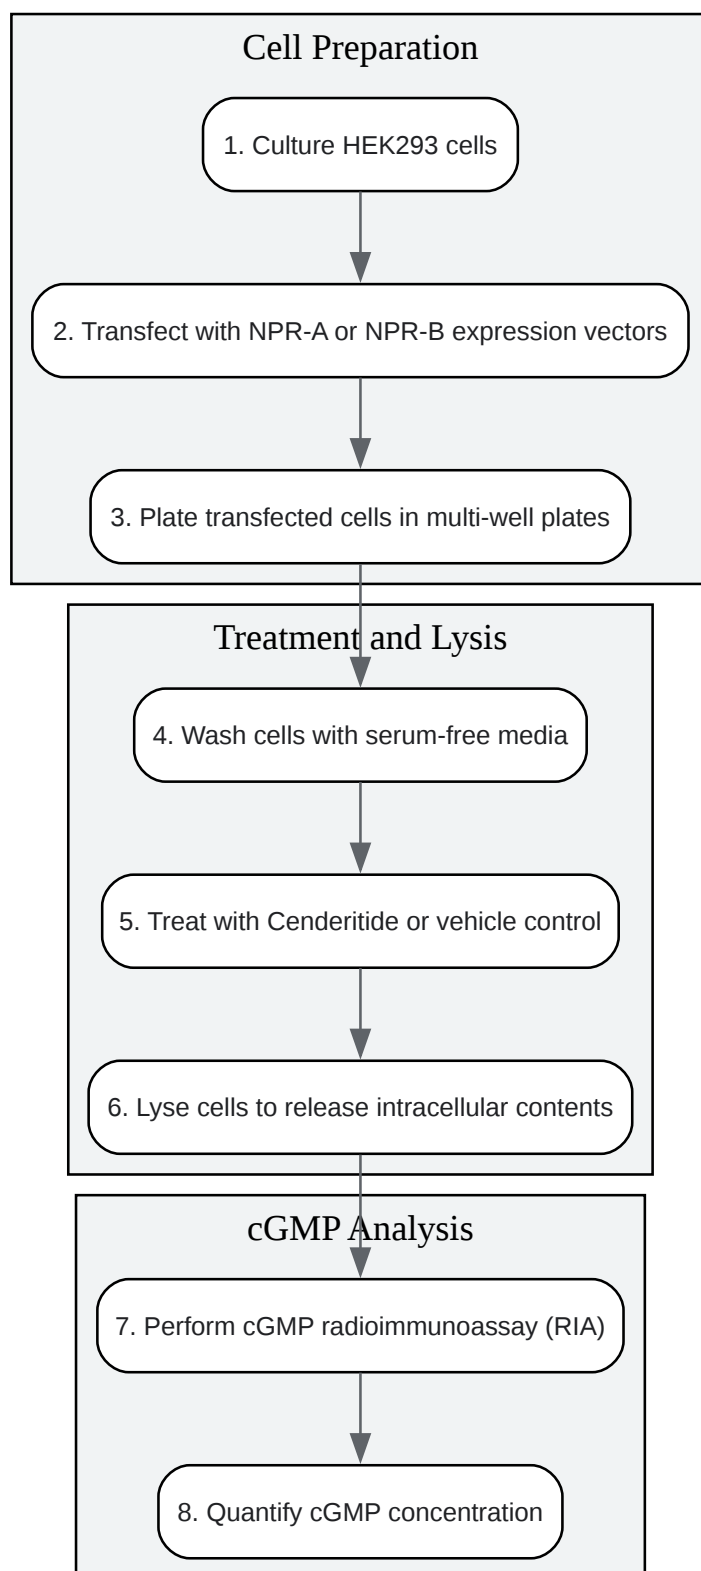 Cell Preparation
1. Culture HEK293 cells
2. Transfect with NPR-A or NPR-B expression vectors
3. Plate transfected cells in multi-well plates
Treatment and Lysis
4. Wash cells with serum-free media
5. Treat with Cenderitide or vehicle control
6. Lyse cells to release intracellular contents
cGMP Analysis
7. Perform cGMP radioimmunoassay (RIA)
8. Quantify cGMP concentration